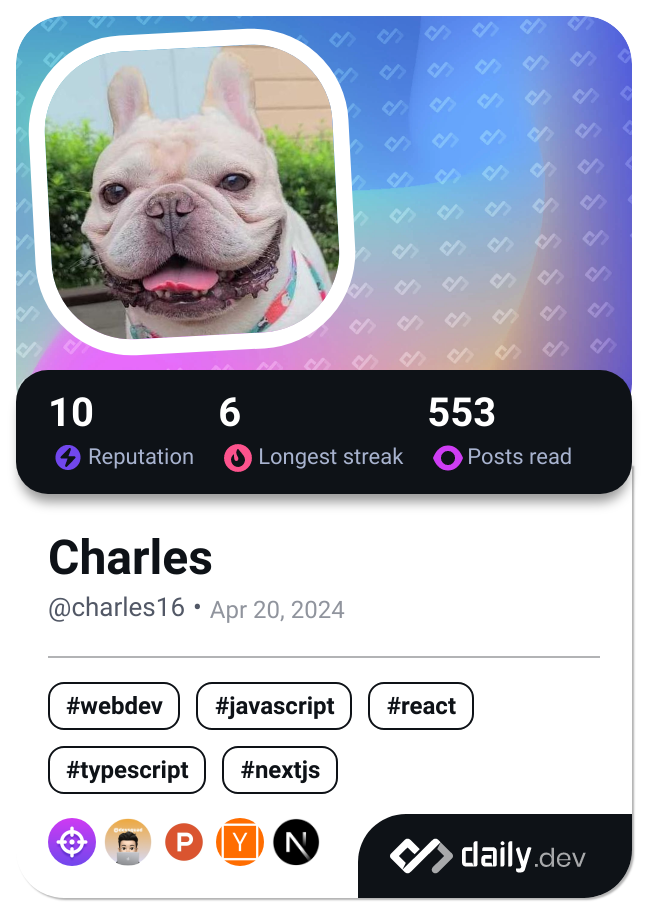 10 6 553
Reputation Longest streak Posts read
Charles
@charles16 • Apr 20, 2024
#webdev #javascript #react
#typescript #nextjs
P Y N
daily.dev